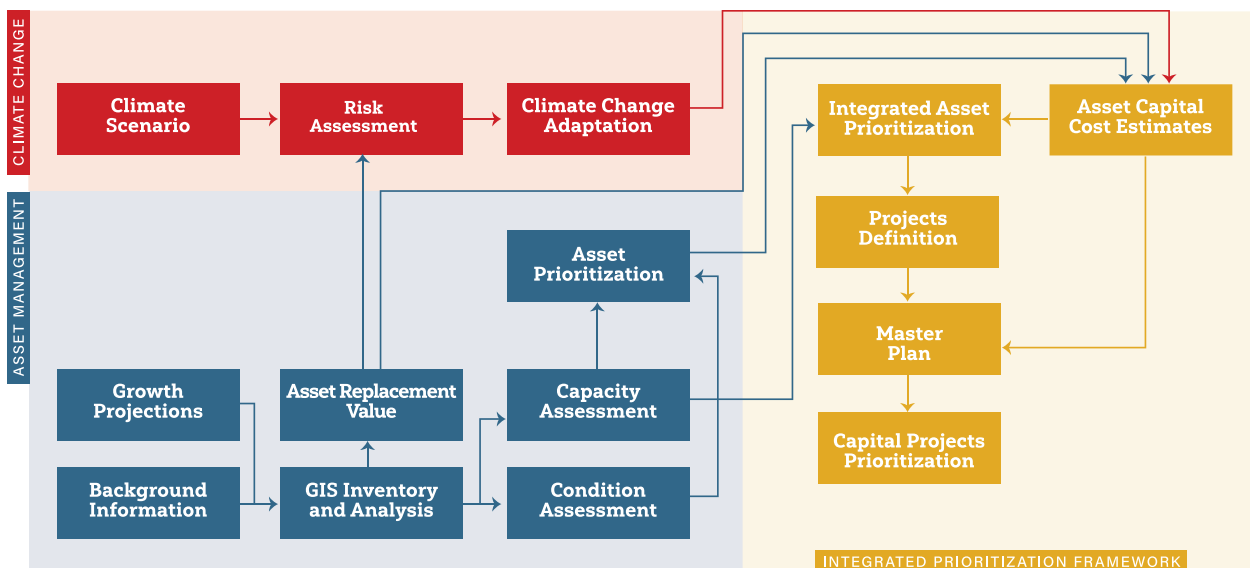 CLIMATE CHANGE
Climate
Scenario
Risk
Assessment
Climate Change
Adaptation
Integrated Asset
Prioritization
Asset Capital
Cost Estimates
ASSET MANAGEMENT
Projects
Definition
Asset
Prioritization
Master
Plan
Growth
Projections
Asset Replacement
Value
Capacity
Assessment
Capital Projects
Prioritization
Background
Information
GIS Inventory
and Analysis
Condition
Assessment
INTEGRATED PRIORITIZATION FRAMEWORK